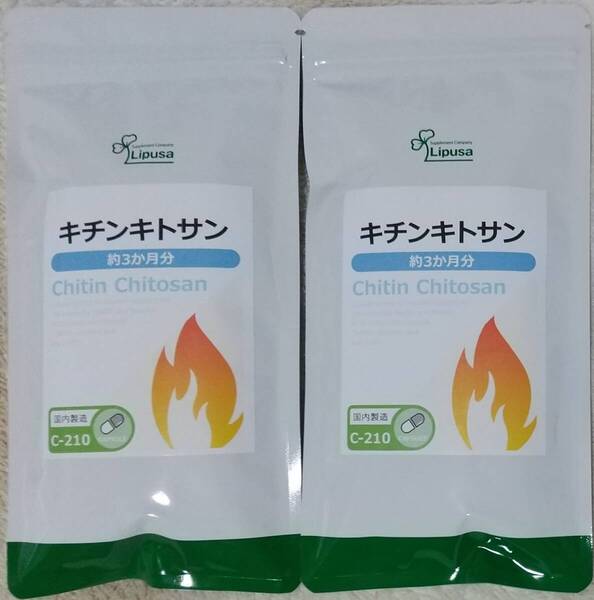 Supplement Company
Lipusa
キチンキトサン
約3か月分
Chitin Chitosan
国内製造
C-210
CAPSULE
Supplement Company
Lipusa
キチンキトサン
約3か月分
Chitin Chitosan
国内製造
C-210
CAPSULE